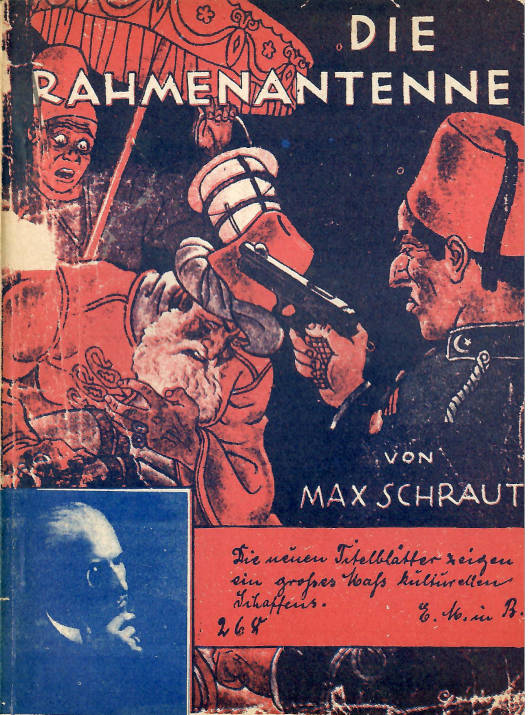 DIE
RAHMENANTENNE
VON
MAX SCHRAUT
Die neuen Titelblätter zeigen
ein großes Maß kulturellen
Schaffens.
E. M. in B.
268